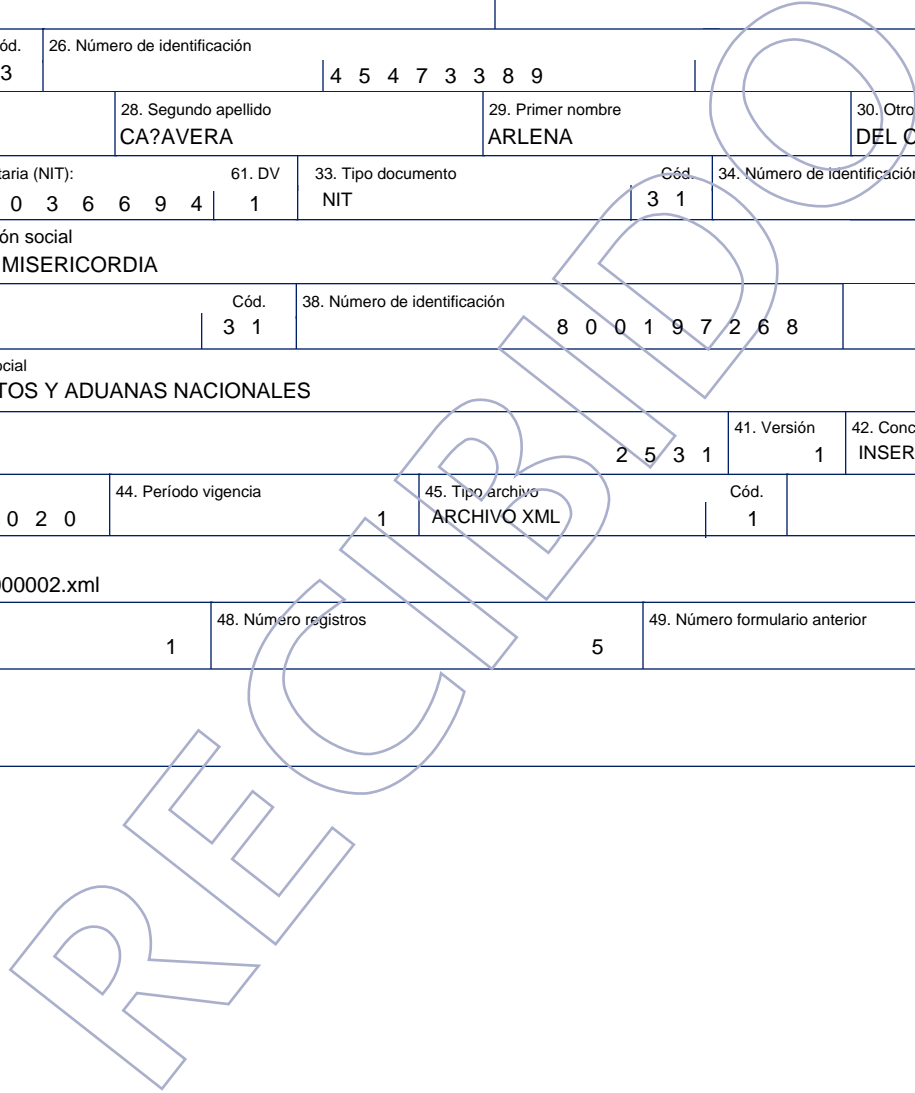 ód. 26. Número de identificación
3 4 5 4 7 3 3 8 9
28. Segundo apellido 29. Primer nombre 30. Otro
CA?AVERA ARLENA DEL C
taria (NIT): 61. DV 33. Tipo documento Cód. 34. Número de identificación
0 3 6 6 9 4 1 NIT 3 1
ón social
MISERICORDIA
Cód. 38. Número de identificación
3 1 8 0 0 1 9 7 2 6 8
ocial
TOS Y ADUANAS NACIONALES
41. Versión 42. Conc
2 5 3 1 1 INSER
44. Período vigencia 45. Tipo archivo Cód.
0 2 0 1 ARCHIVO XML 1
000002.xml
48. Número registros 49. Número formulario anterior
1 5
RECIBIDO